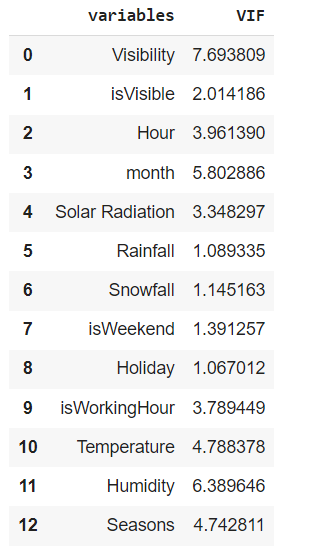 variables VIF
0 Visibility 7.693809
1 isVisible 2.014186
2 Hour 3.961390
3 month 5.802886
4 Solar Radiation 3.348297
5 Rainfall 1.089335
6 Snowfall 1.145163
7 isWeekend 1.391257
8 Holiday 1.067012
9 isWorkingHour 3.789449
10 Temperature 4.788378
11 Humidity 6.389646
12 Seasons 4.742811